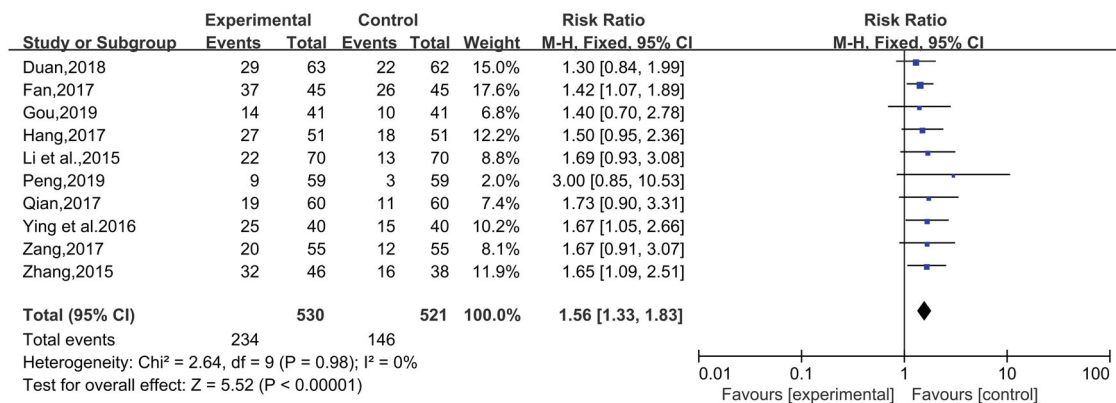 Experimental Control Risk Ratio Risk Ratio
Study or Subgroup Events Total Events Total Weight M-H, Fixed, 95% CI M-H, Fixed, 95% CI
Duan,2018 29 63 22 62 15.0% 1.30 [0.84, 1.99]
Fan,2017 37 45 26 45 17.6% 1.42 [1.07, 1.89]
Gou,2019 14 41 10 41 6.8% 1.40 [0.70, 2.78]
Hang,2017 27 51 18 51 12.2% 1.50 [0.95, 2.36]
Li et al.,2015 22 70 13 70 8.8% 1.69 [0.93, 3.08]
Peng,2019 9 59 3 59 2.0% 3.00 [0.85, 10.53]
Qian,2017 19 60 11 60 7.4% 1.73 [0.90, 3.31]
Ying et al.2016 25 40 15 40 10.2% 1.67 [1.05, 2.66]
Zang,2017 20 55 12 55 8.1% 1.67 [0.91, 3.07]
Zhang,2015 32 46 16 38 11.9% 1.65 [1.09, 2.51]
Total (95% CI) 530 521 100.0% 1.56 [1.33, 1.83]
Total events 234 146
Heterogeneity: Chi² = 2.64, df = 9 (P = 0.98); I² = 0%
Test for overall effect: Z = 5.52 (P < 0.00001)
0.01 0.1 1 10 100
Favours [experimental] Favours [control]